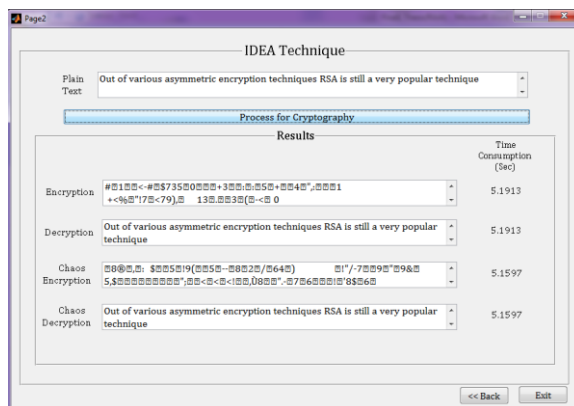 Page2
IDEA Technique
Plain
Text
Out of various asymmetric encryption techniques RSA is still a very popular technique
Process for Cryptography
Results
Time
Consumption
(Sec)
Encryption
5.1913
Decryption
Out of various asymmetric encryption techniques RSA is still a very popular
technique
5.1913
Chaos
Encryption
5.1597
Chaos
Decryption
Out of various asymmetric encryption techniques RSA is still a very popular
technique
5.1597
<< Back
Exit